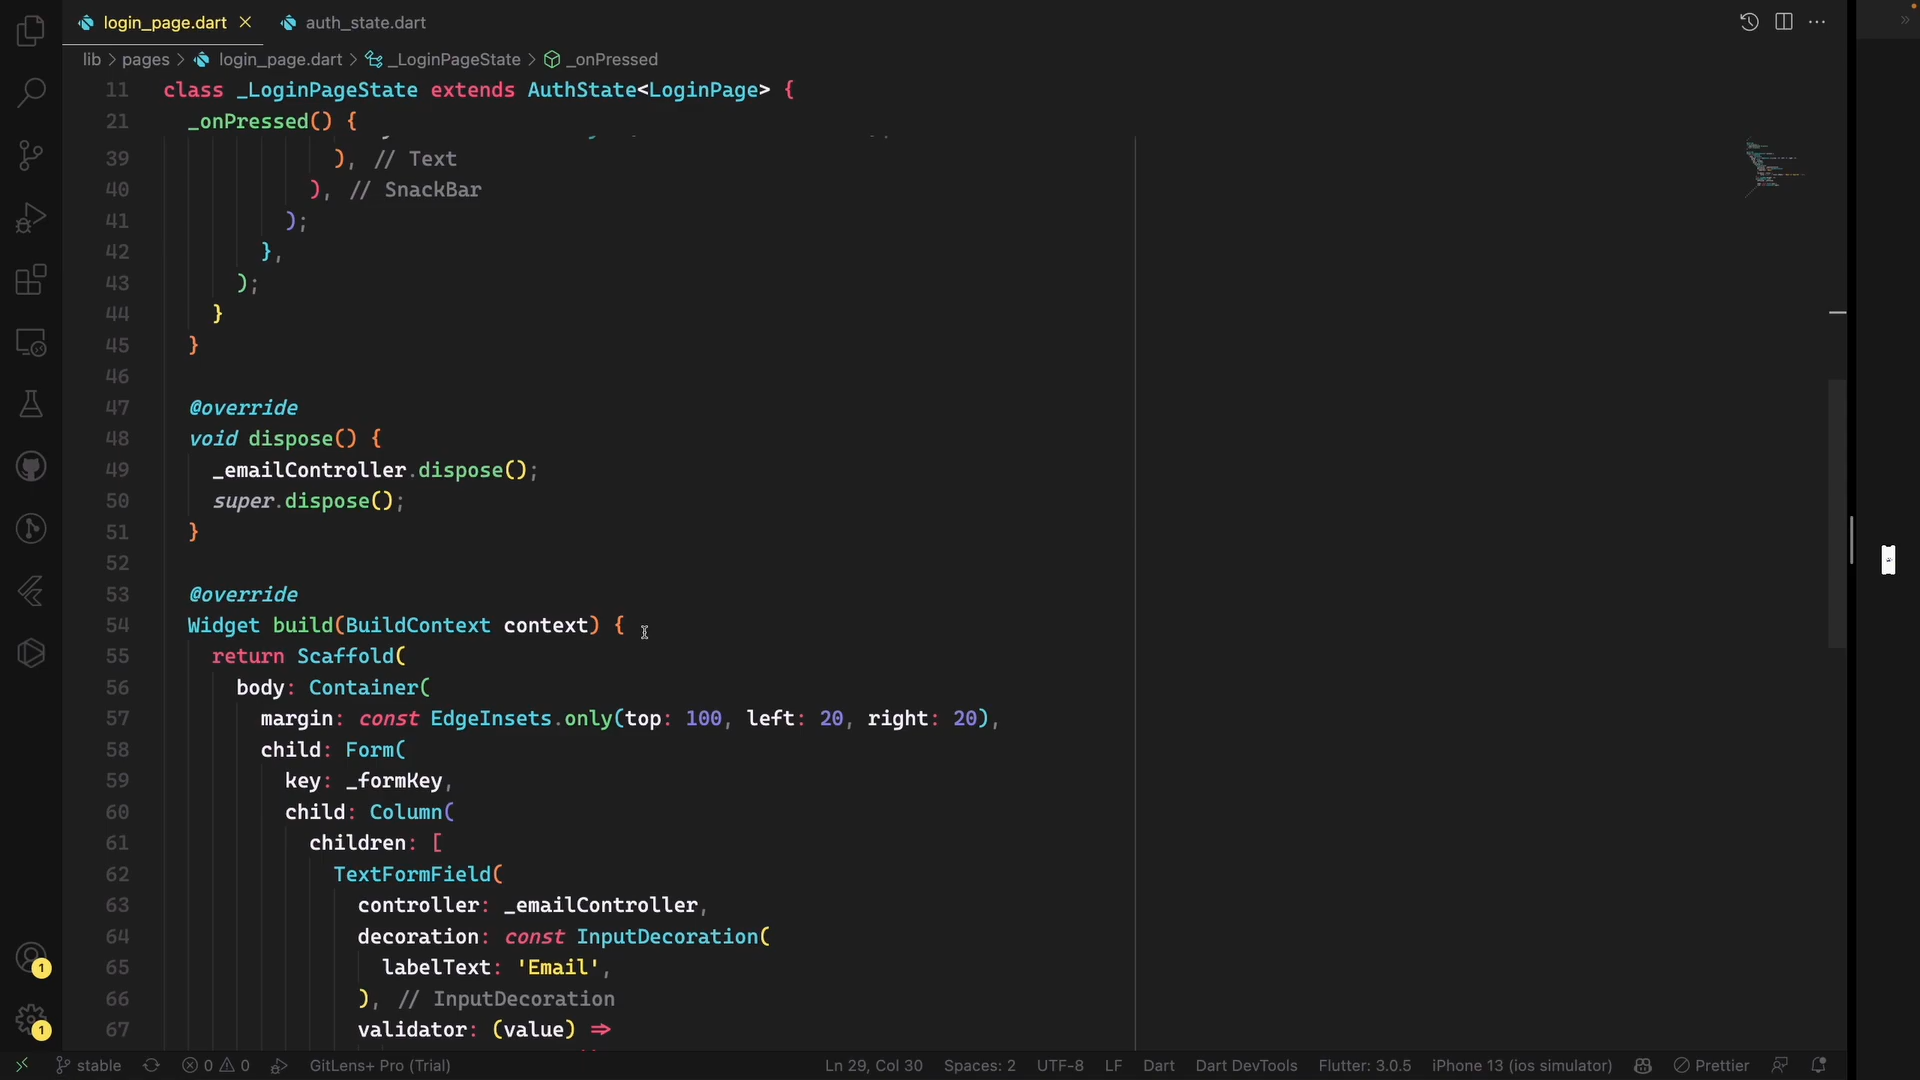 login_page.dart
auth_state.dart
lib > pages > login_page.dart > _LoginPageState > _onPressed
11 class _LoginPageState extends AuthState<LoginPage> {
21 _onPressed() {
39 ), // Text
40 ), // SnackBar
41 );
42 },
43 );
44 }
45 }
46
47 @override
48 void dispose() {
49 _emailController.dispose();
50 super.dispose();
51 }
52
53 @override
54 Widget build(BuildContext context) {
55 return Scaffold(
56 body: Container(
57 margin: const EdgeInsets.only(top: 100, left: 20, right: 20),
58 child: Form(
59 key: _formKey,
60 child: Column(
61 children: [
62 TextFormField(
63 controller: _emailController,
64 decoration: const InputDecoration(
65 labelText: 'Email',
66 ), // InputDecoration
67 validator: (value) =>
1
1
stable 0 0 GitLens+ Pro (Trial) Ln 29, Col 30 Spaces: 2 UTF-8 LF Dart Dart DevTools Flutter: 3.0.5 iPhone 13 (ios simulator) Prettier